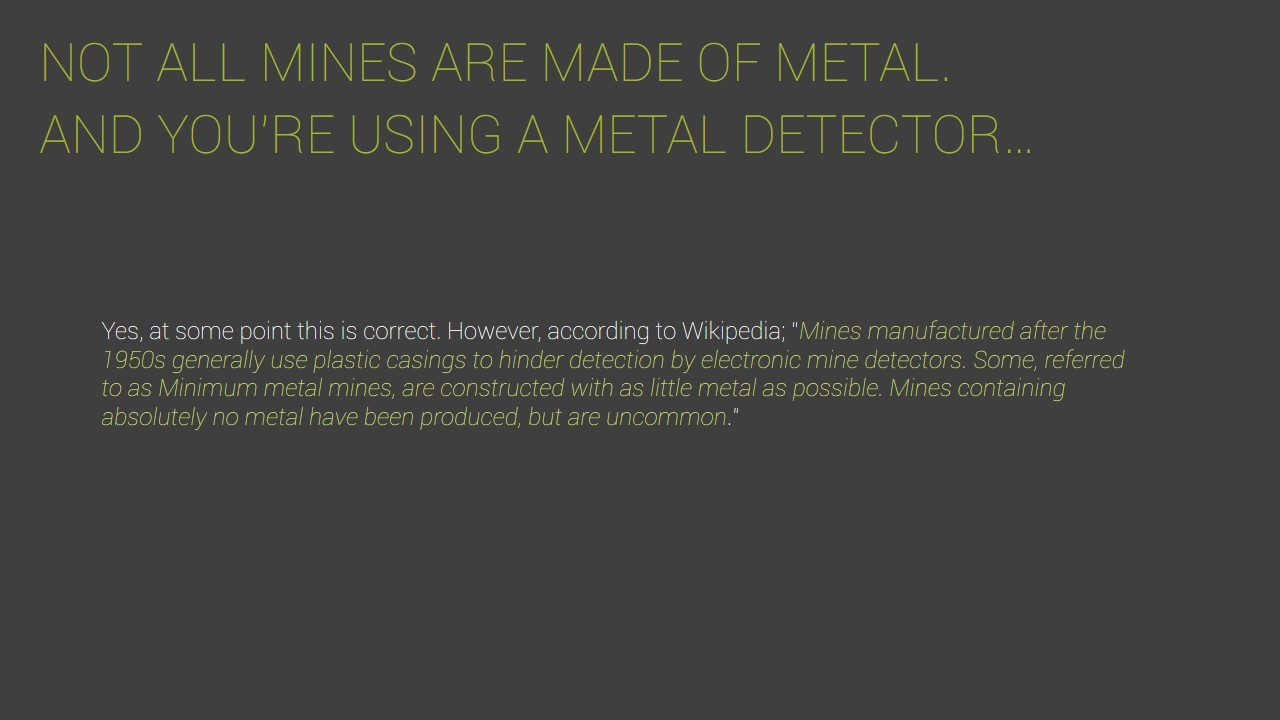 NOT ALL MINES ARE MADE OF METAL.
AND YOU'RE USING A METAL DETECTOR...
Yes, at some point this is correct. However, according to Wikipedia; "Mines manufactured after the
1950s generally use plastic casings to hinder detection by electronic mine detectors. Some, referred
to as Minimum metal mines, are constructed with as little metal as possible. Mines containing
absolutely no metal have been produced, but are uncommon."